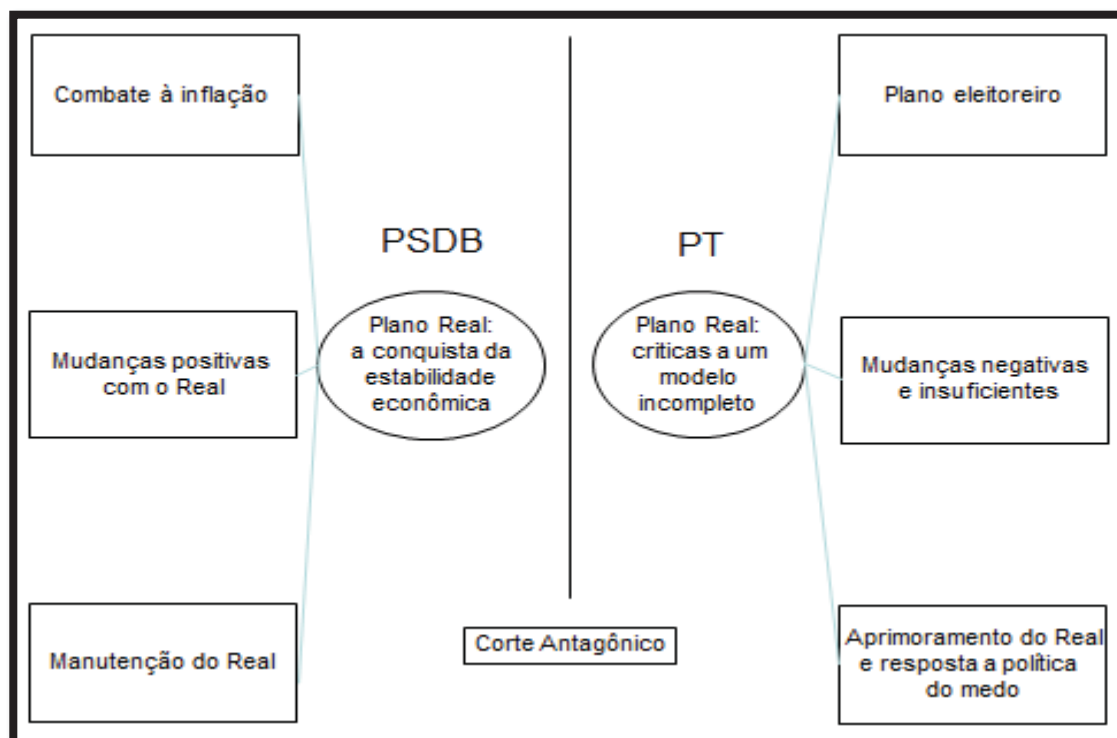 Combate à inflação
Plano eleitoreiro
PSDB
PT
Plano Real:
a conquista da
estabilidade
econômica
Plano Real:
criticas a um
modelo
incompleto
Mudanças positivas
com o Real
Mudanças negativas
e insuficientes
Manutenção do Real
Corte Antagônico
Aprimoramento do Real
e resposta a política
do medo